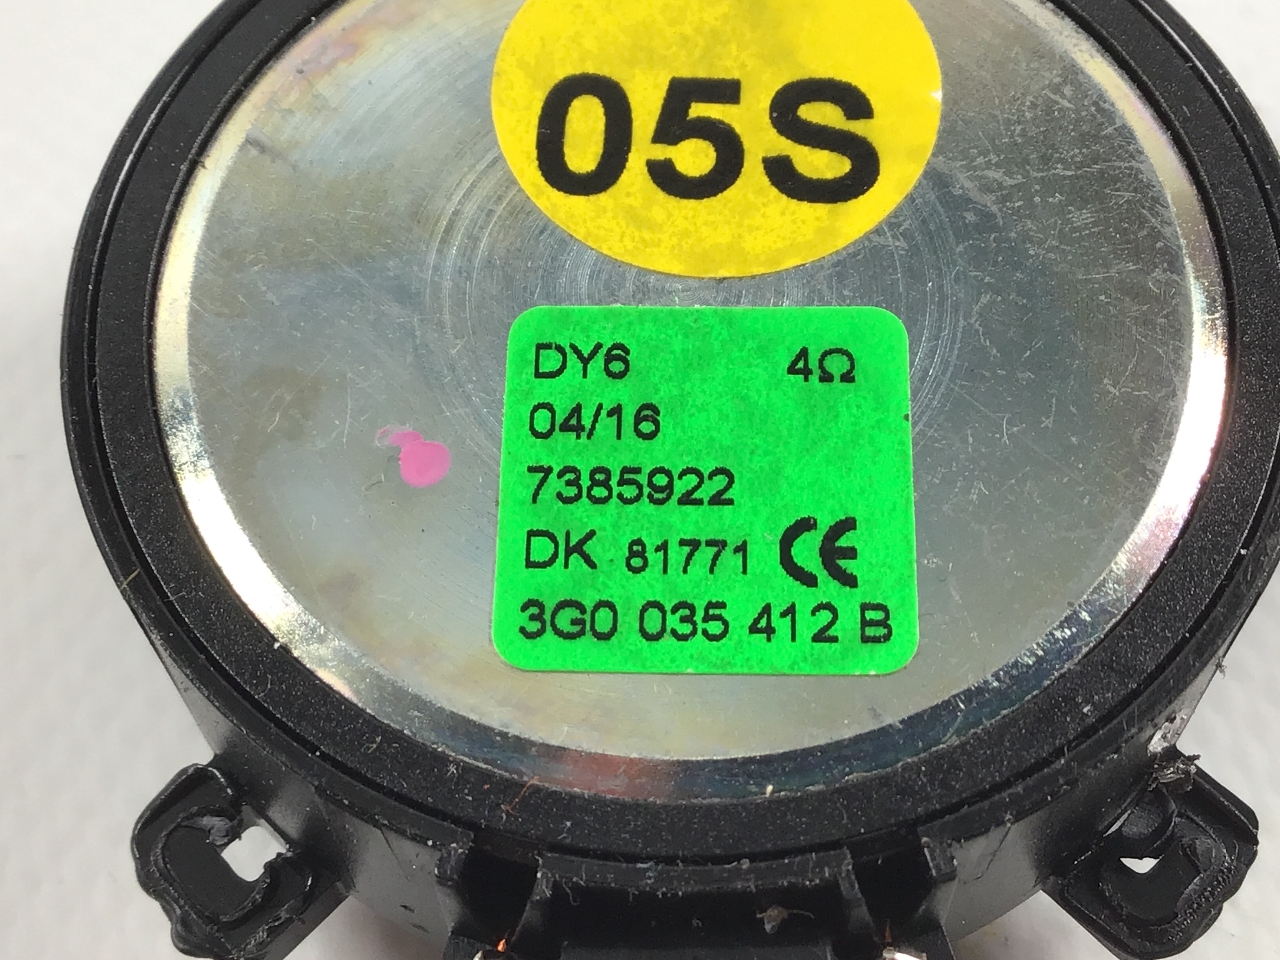 05S
DY6 4Ω
04/16
7385922
DK 81771 CE
3G0 035 412 B